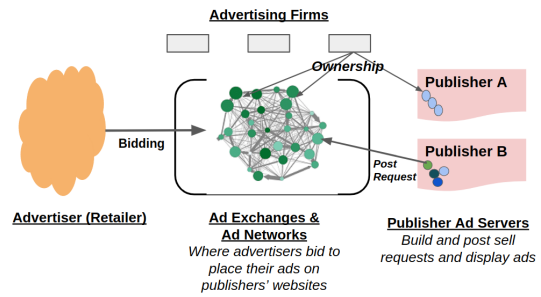 Advertising Firms
Ownership
Publisher A
Publisher B
Bidding
Post
Request
Advertiser (Retailer)
Ad Exchanges &
Ad Networks
Where advertisers bid to
place their ads on
publishers' websites
Publisher Ad Servers
Build and post sell
requests and display ads